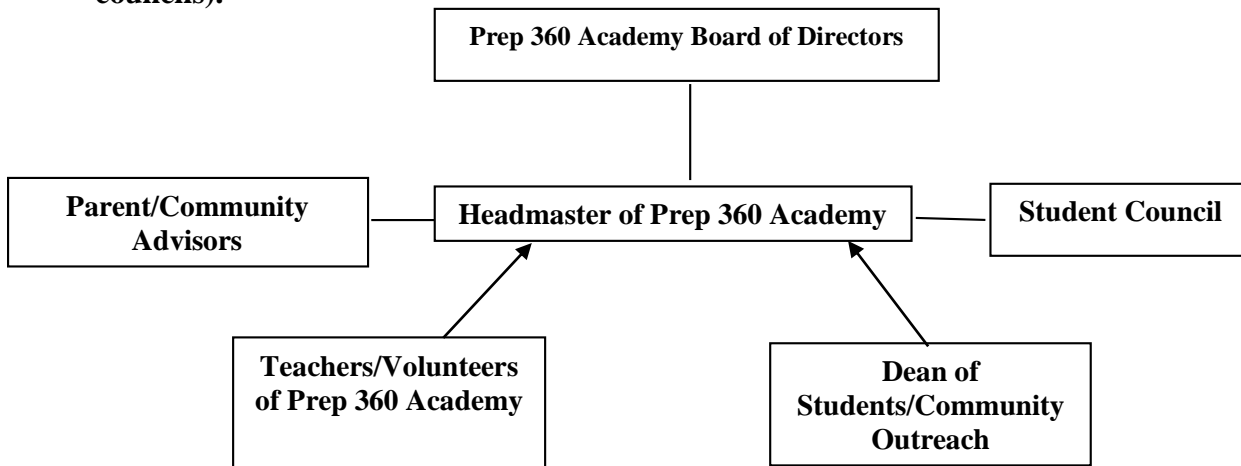 Prep 360 Academy Board of Directors
Parent/Community
Advisors
Headmaster of Prep 360 Academy
Student Council
Teachers/Volunteers
of Prep 360 Academy
Dean of
Students/Community
Outreach